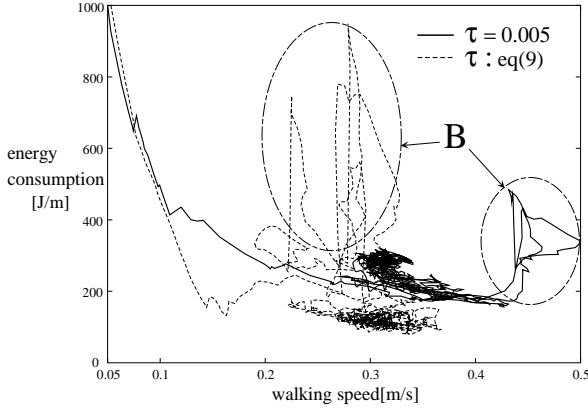 1000
800
energy
600
consumption
[J/m]
400
200
0
0.05
0.1
0.2
0.3
0.4
0.5
walking speed[m/s]
τ = 0.005
τ : eq(9)
B